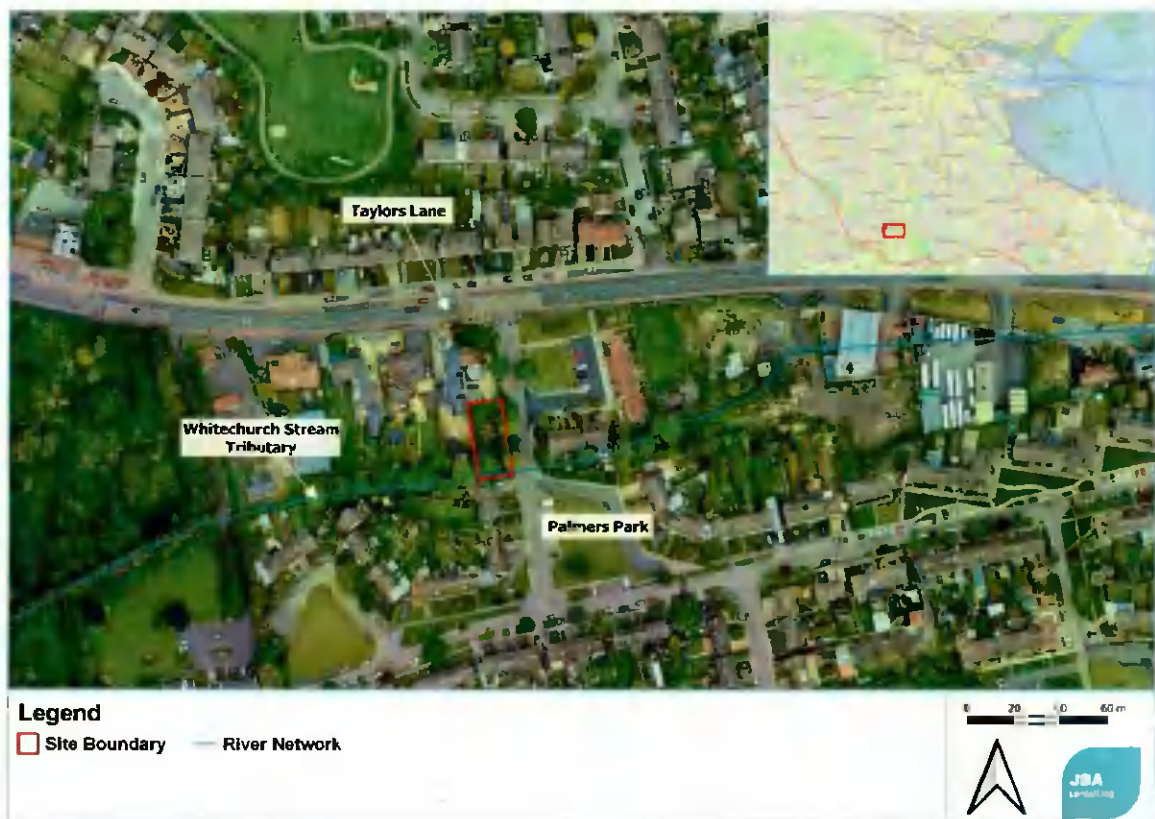 Taylors Lane
Whitechurch Stream
Tributary
Palmers Park
Legend
Site Boundary
River Network
0 20 60 m
JBA